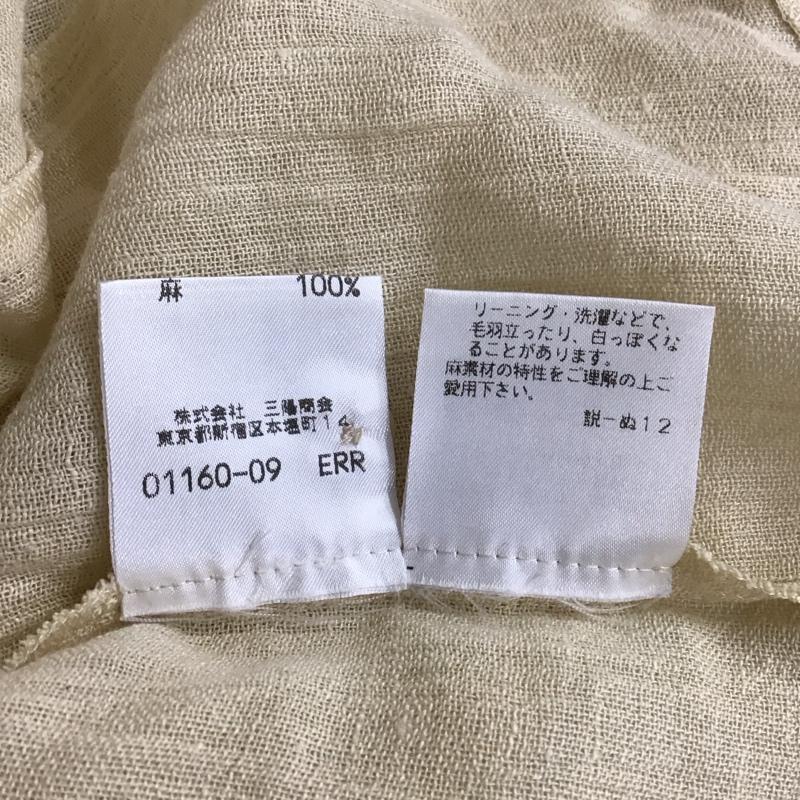 麻 100%
株式会社 三陽商会
東京都新宿区本塩町14
01160-09 ERR
リーニング・洗濯などで、
毛羽立ったり、白っぽくな
ることがあります。
麻素材の特性をご理解の上ご
愛用下さい。
説ーぬ12